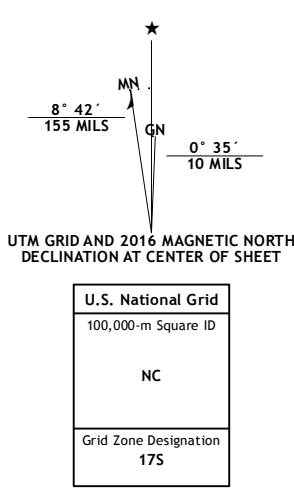 MN
8° 42´
155 MILS
GN
0° 35´
10 MILS
UTM GRID AND 2016 MAGNETIC NORTH
DECLINATION AT CENTER OF SHEET
U.S. National Grid
100,000-m Square ID
NC
Grid Zone Designation
17S